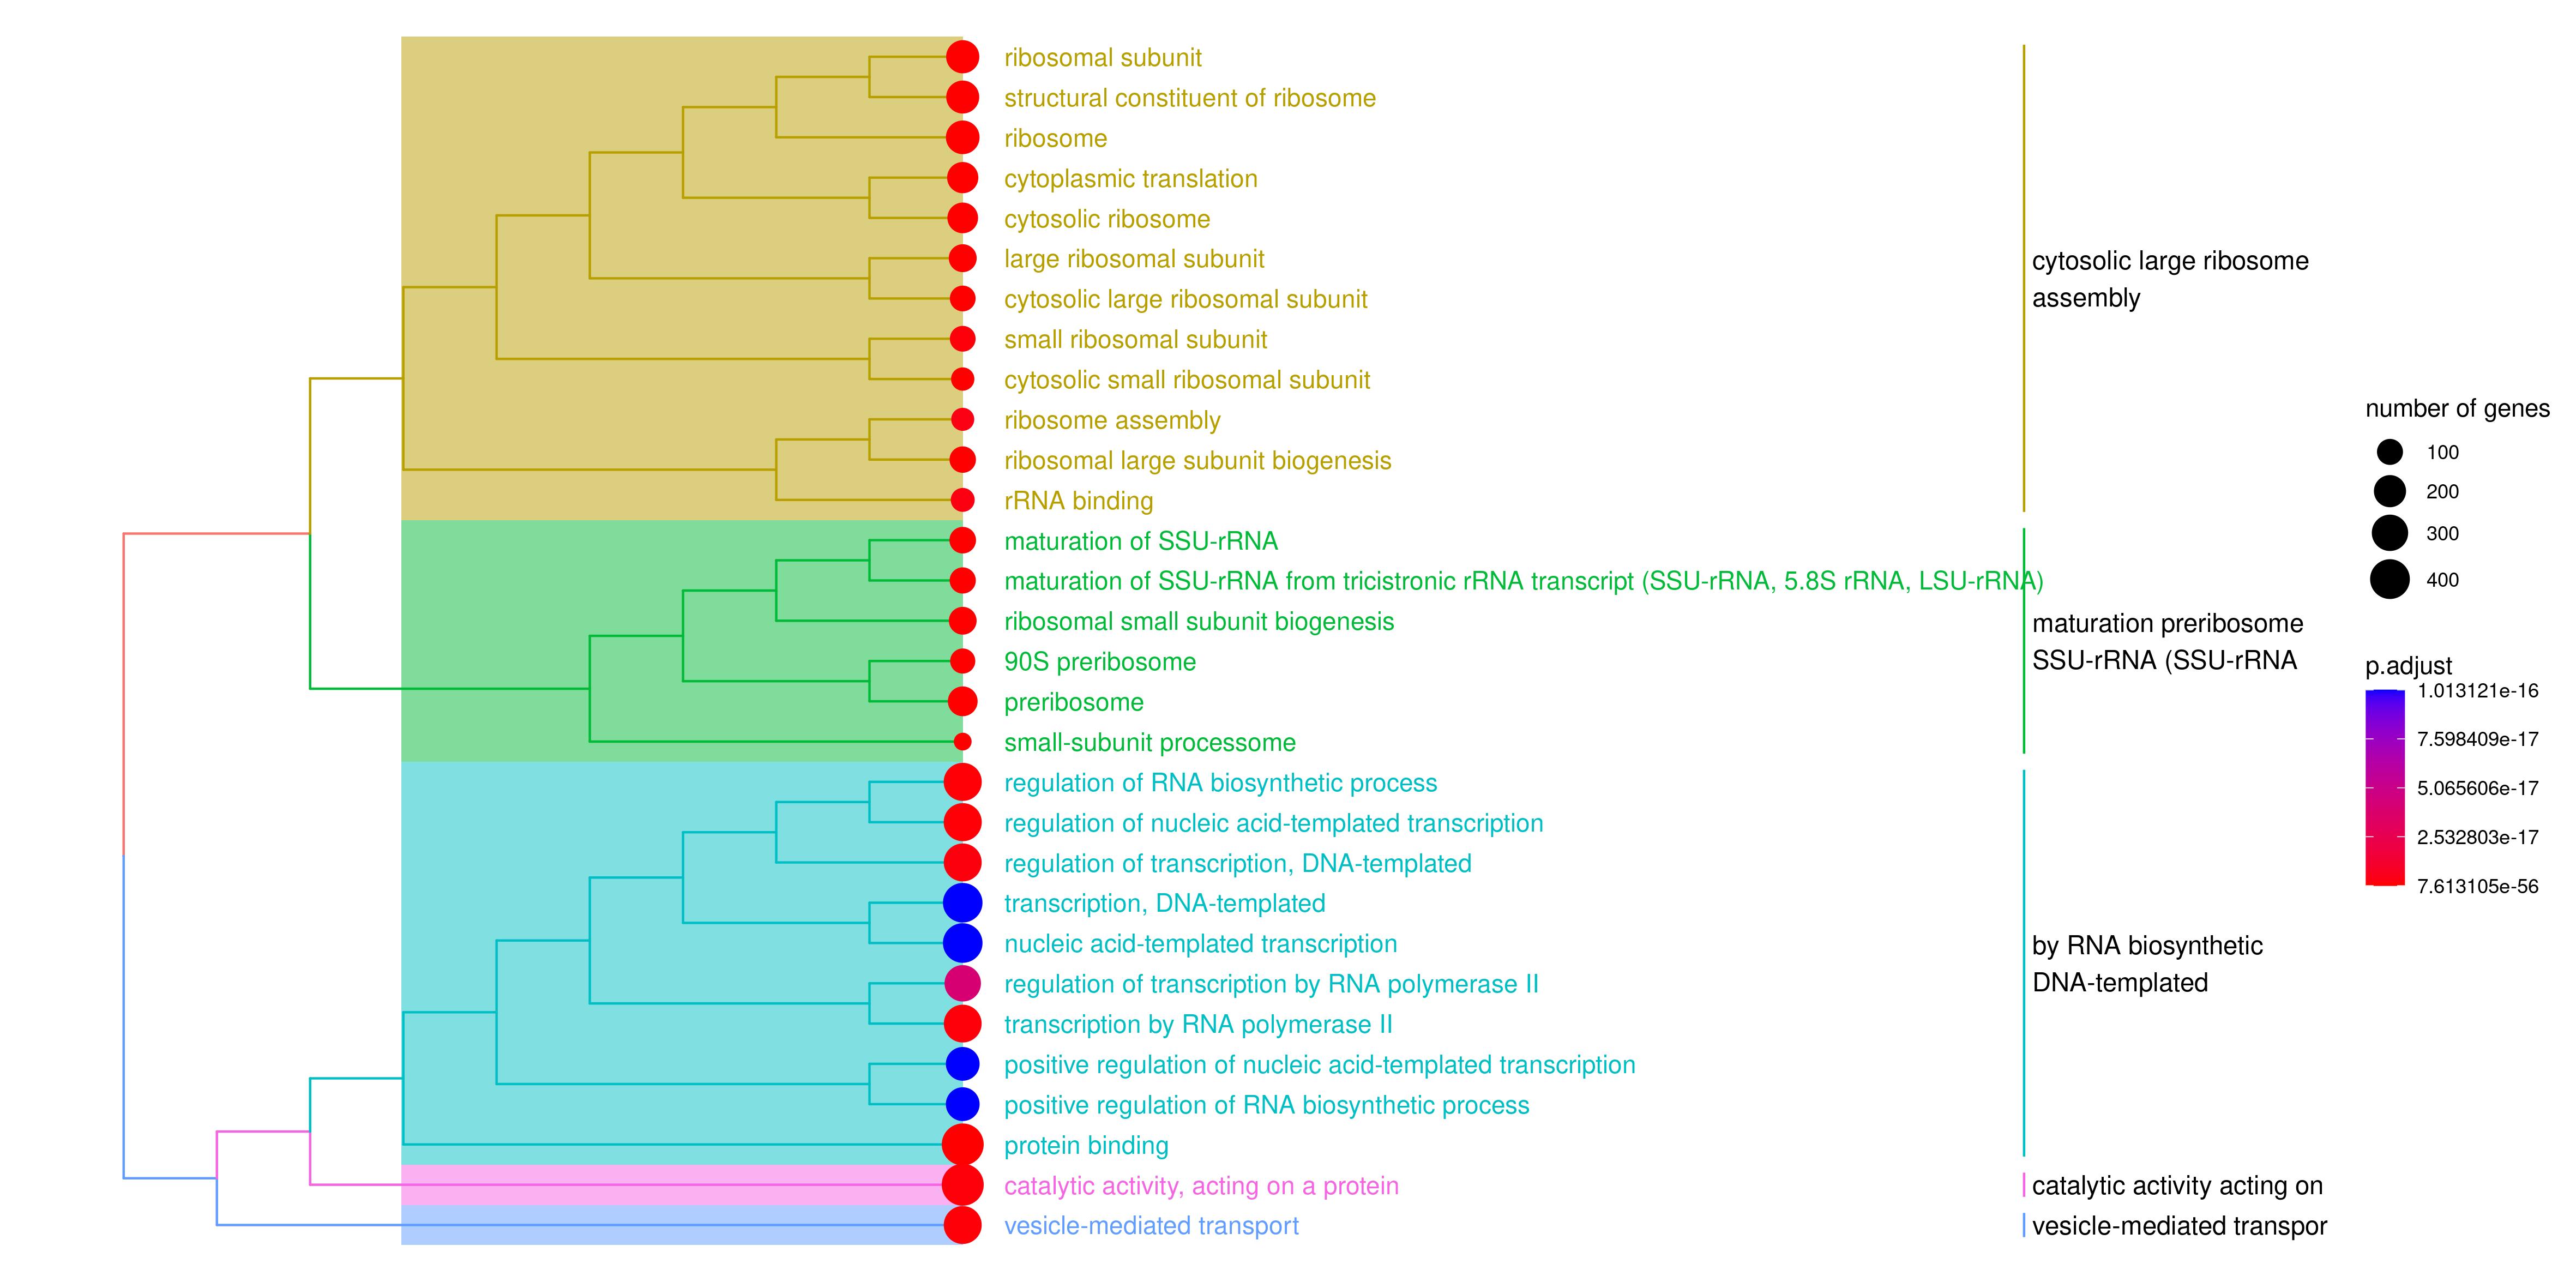 ribosomal subunit
structural constituent of ribosome
ribosome
cytoplasmic translation
cytosolic ribosome
large ribosomal subunit
cytosolic large ribosomal subunit
small ribosomal subunit
cytosolic small ribosomal subunit
ribosome assembly
ribosomal large subunit biogenesis
rRNA binding
maturation of SSU-rRNA
maturation of SSU-rRNA from tricistronic rRNA transcript (SSU-rRNA, 5.8S rRNA, LSU-rRNA)
ribosomal small subunit biogenesis
90S preribosome
preribosome
small-subunit processome
regulation of RNA biosynthetic process
regulation of nucleic acid-templated transcription
regulation of transcription, DNA-templated
transcription, DNA-templated
nucleic acid-templated transcription
regulation of transcription by RNA polymerase II
transcription by RNA polymerase II
positive regulation of nucleic acid-templated transcription
positive regulation of RNA biosynthetic process
protein binding
catalytic activity, acting on a protein
vesicle-mediated transport
cytosolic large ribosome
assembly
maturation preribosome
SSU-rRNA (SSU-rRNA
by RNA biosynthetic
DNA-templated
catalytic activity acting on
vesicle-mediated transpor
number of genes
100
200
300
400
p.adjust
1.013121e-16
7.598409e-17
5.065606e-17
2.532803e-17
7.613105e-56